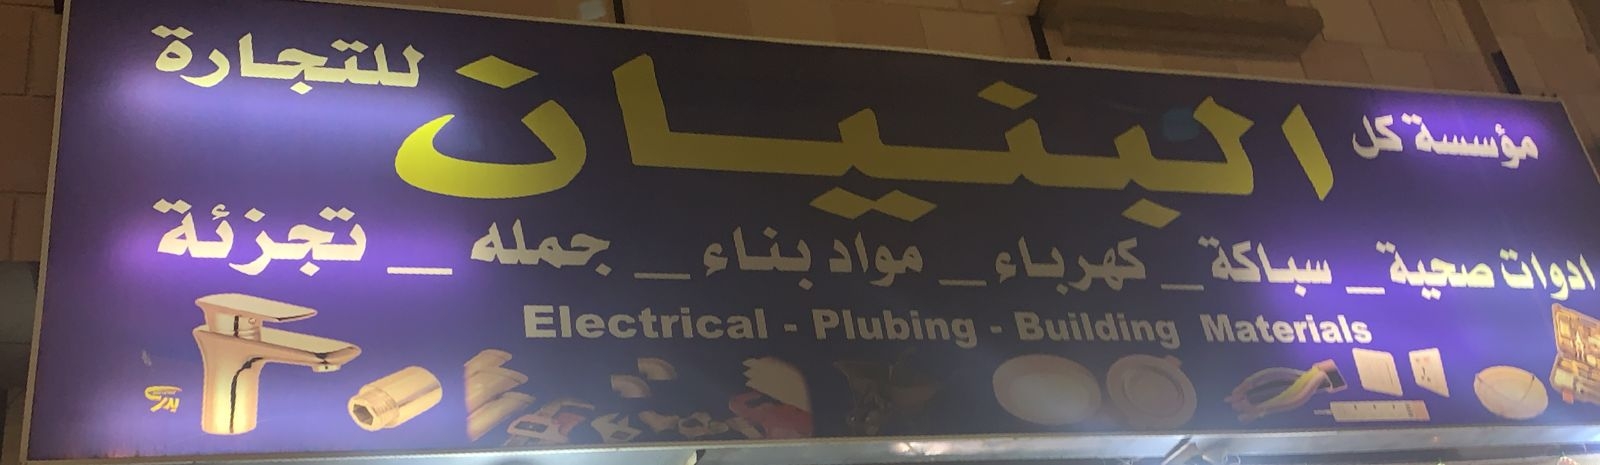 مؤسسة كل البنيان للتجارة
ادوات صحية _ سباكة _ كهرباء _ مواد بناء _ جمله _ تجزئة
Electrical - Plubing - Building Materials